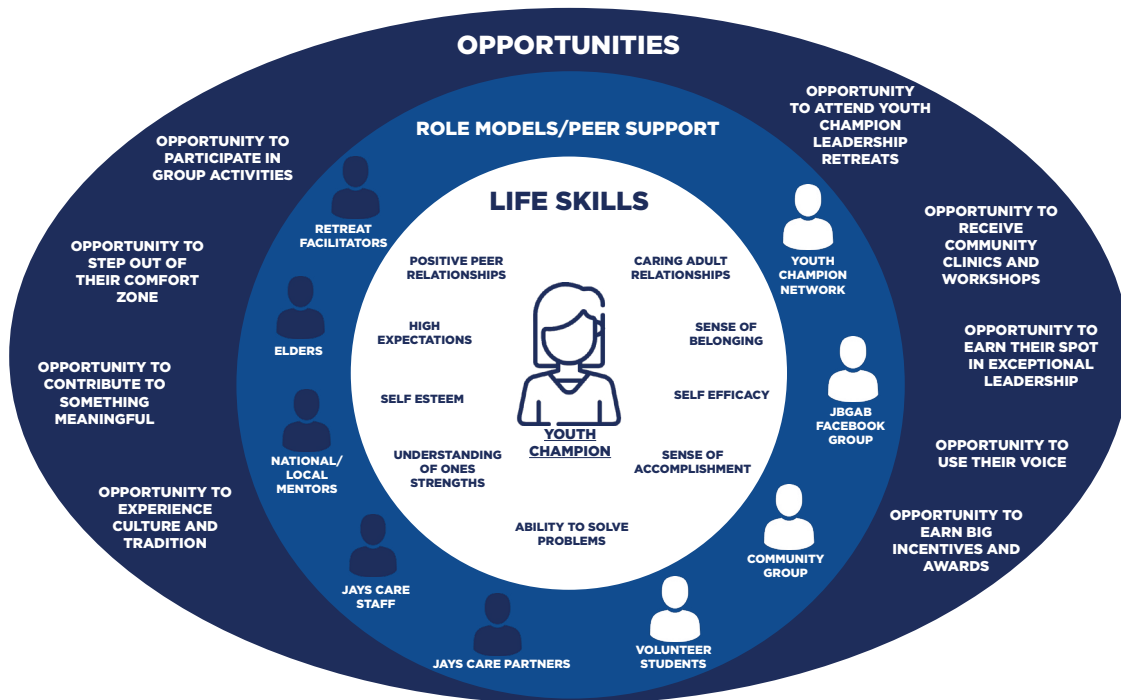 OPPORTUNITIES
ROLE MODELS/PEER SUPPORT
LIFE SKILLS
OPPORTUNITY TO
PARTICIPATE IN
GROUP ACTIVITIES
OPPORTUNITY TO
STEP OUT OF
THEIR COMFORT
ZONE
OPPORTUNITY TO
CONTRIBUTE TO
SOMETHING
MEANINGFUL
OPPORTUNITY TO
EXPERIENCE
CULTURE AND
TRADITION
RETREAT
FACILITATORS
ELDERS
NATIONAL/
LOCAL
MENTORS
JAYS CARE
STAFF
JAYS CARE PARTNERS
POSITIVE PEER
RELATIONSHIPS
HIGH
EXPECTATIONS
SELF ESTEEM
UNDERSTANDING
OF ONES
STRENGTHS
YOUTH
CHAMPION
ABILITY TO SOLVE
PROBLEMS
CARING ADULT
RELATIONSHIPS
SENSE OF
BELONGING
SELF EFFICACY
SENSE OF
ACCOMPLISHMENT
YOUTH
CHAMPION
NETWORK
JBGAB
FACEBOOK
GROUP
COMMUNITY
GROUP
VOLUNTEER
STUDENTS
OPPORTUNITY
TO ATTEND YOUTH
CHAMPION
LEADERSHIP
RETREATS
OPPORTUNITY TO
RECEIVE
COMMUNITY
CLINICS AND
WORKSHOPS
OPPORTUNITY TO
EARN THEIR SPOT
IN EXCEPTIONAL
LEADERSHIP
OPPORTUNITY TO
USE THEIR VOICE
OPPORTUNITY TO
EARN BIG
INCENTIVES AND
AWARDS